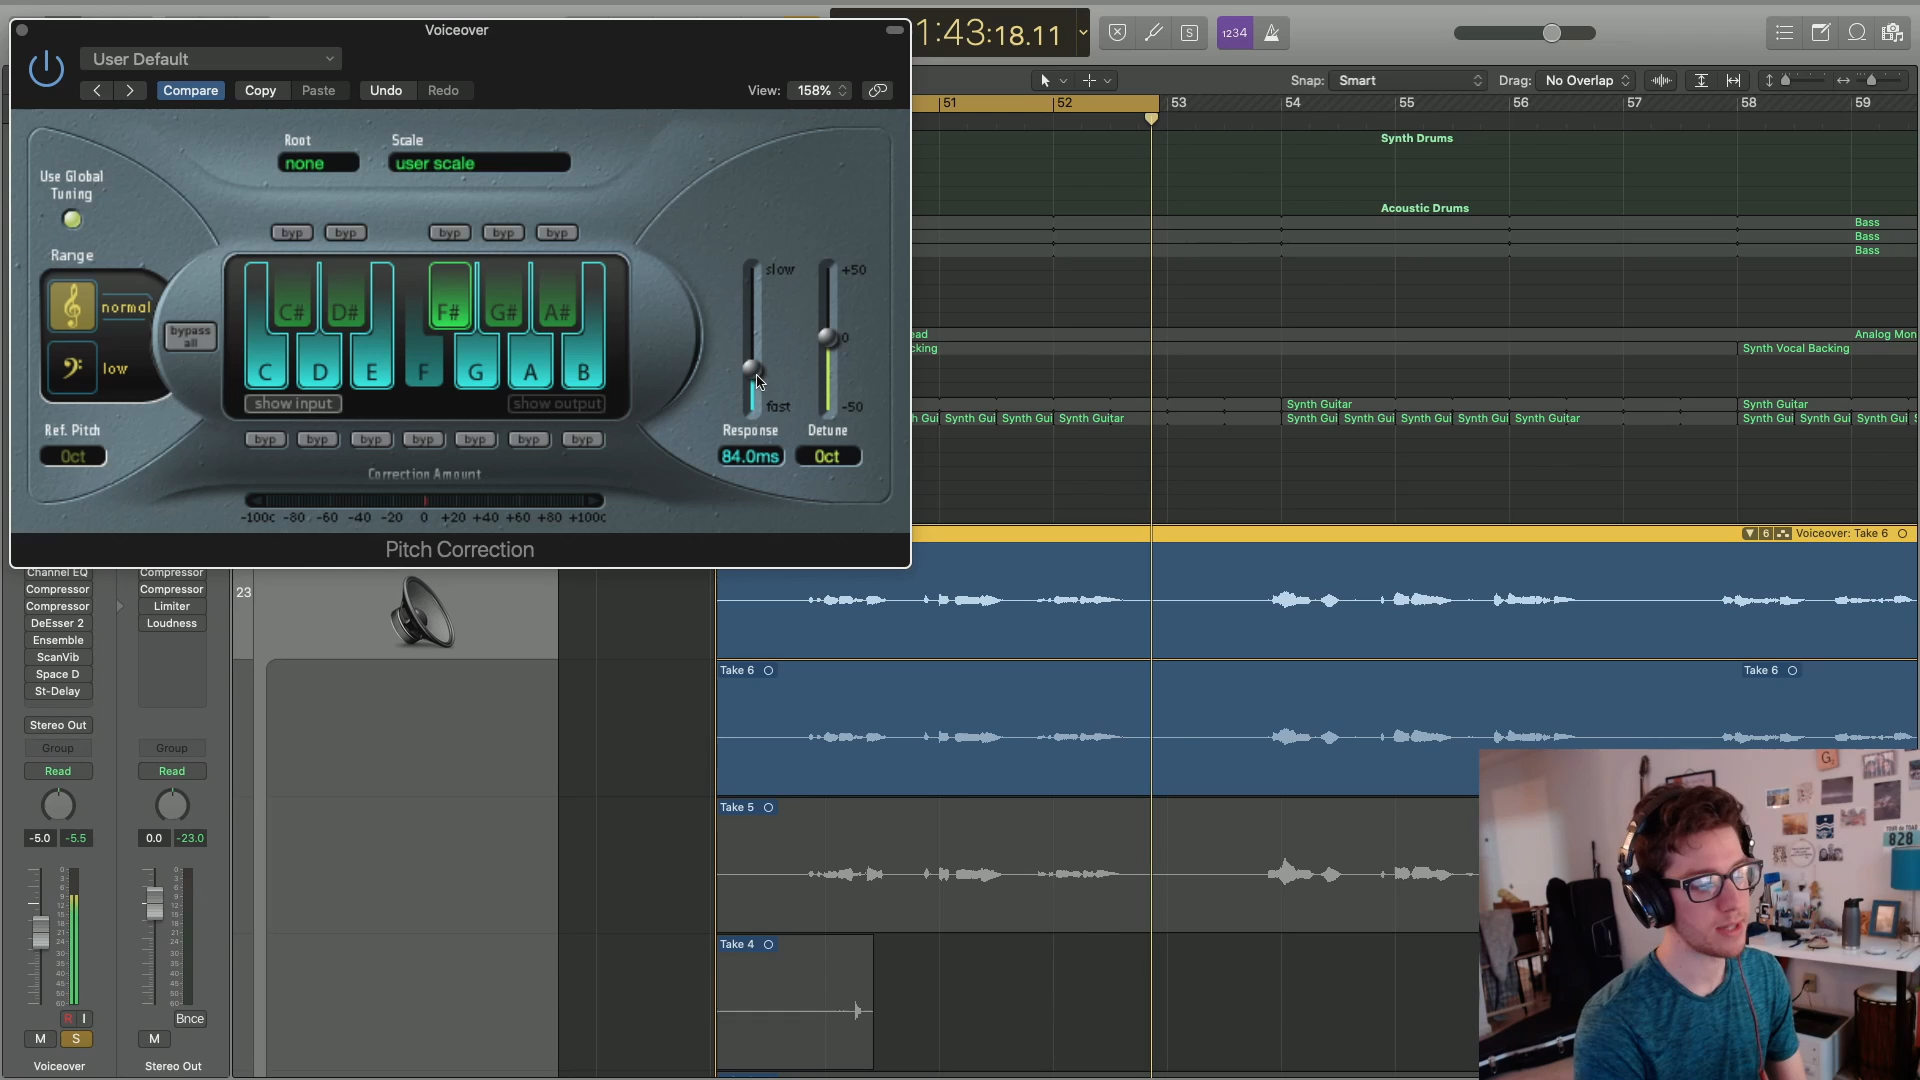 Voiceover
User Default
Compare Copy Paste Undo Redo View: 158%
Root Scale
none user scale
Use Global
Tuning
Range
normal
low
bypass
all
byp byp byp byp byp
C# D# F# G# A#
C D E F G A B
show input show output
byp byp byp byp byp byp byp
Ref. Pitch
0ct
Correction Amount
-100c -80 -60 -40 -20 0 +20 +40 +60 +80 +100c
slow
fast
Response
84.0ms
+50
0
-50
Detune
0ct
Pitch Correction
1:43:18.11
S
1234
Snap: Smart Drag: No Overlap
51 52 53 54 55 56 57 58 59
Synth Drums
Acoustic Drums
Bass
Bass
Bass
ead Analog Mon
cking Synth Vocal Backing
Synth Guitar Synth Guitar
h Gui Synth Gui Synth Gui Synth Guitar Synth Gui Synth Gui Synth Gui Synth Gui Synth Guitar Synth Gui Synth Gui Synth Gui S
6 Voiceover: Take 6
23
Take 6 Take 6
Take 5
Take 4
Channel EQ
Compressor
Compressor
DeEsser 2
Ensemble
ScanVib
Space D
St-Delay
Stereo Out
Group
Read
-5.0 -5.5
R I
M S
Voiceover
Compressor
Compressor
Limiter
Loudness
Group
Read
0.0 -23.0
Bnce
M
Stereo Out
828